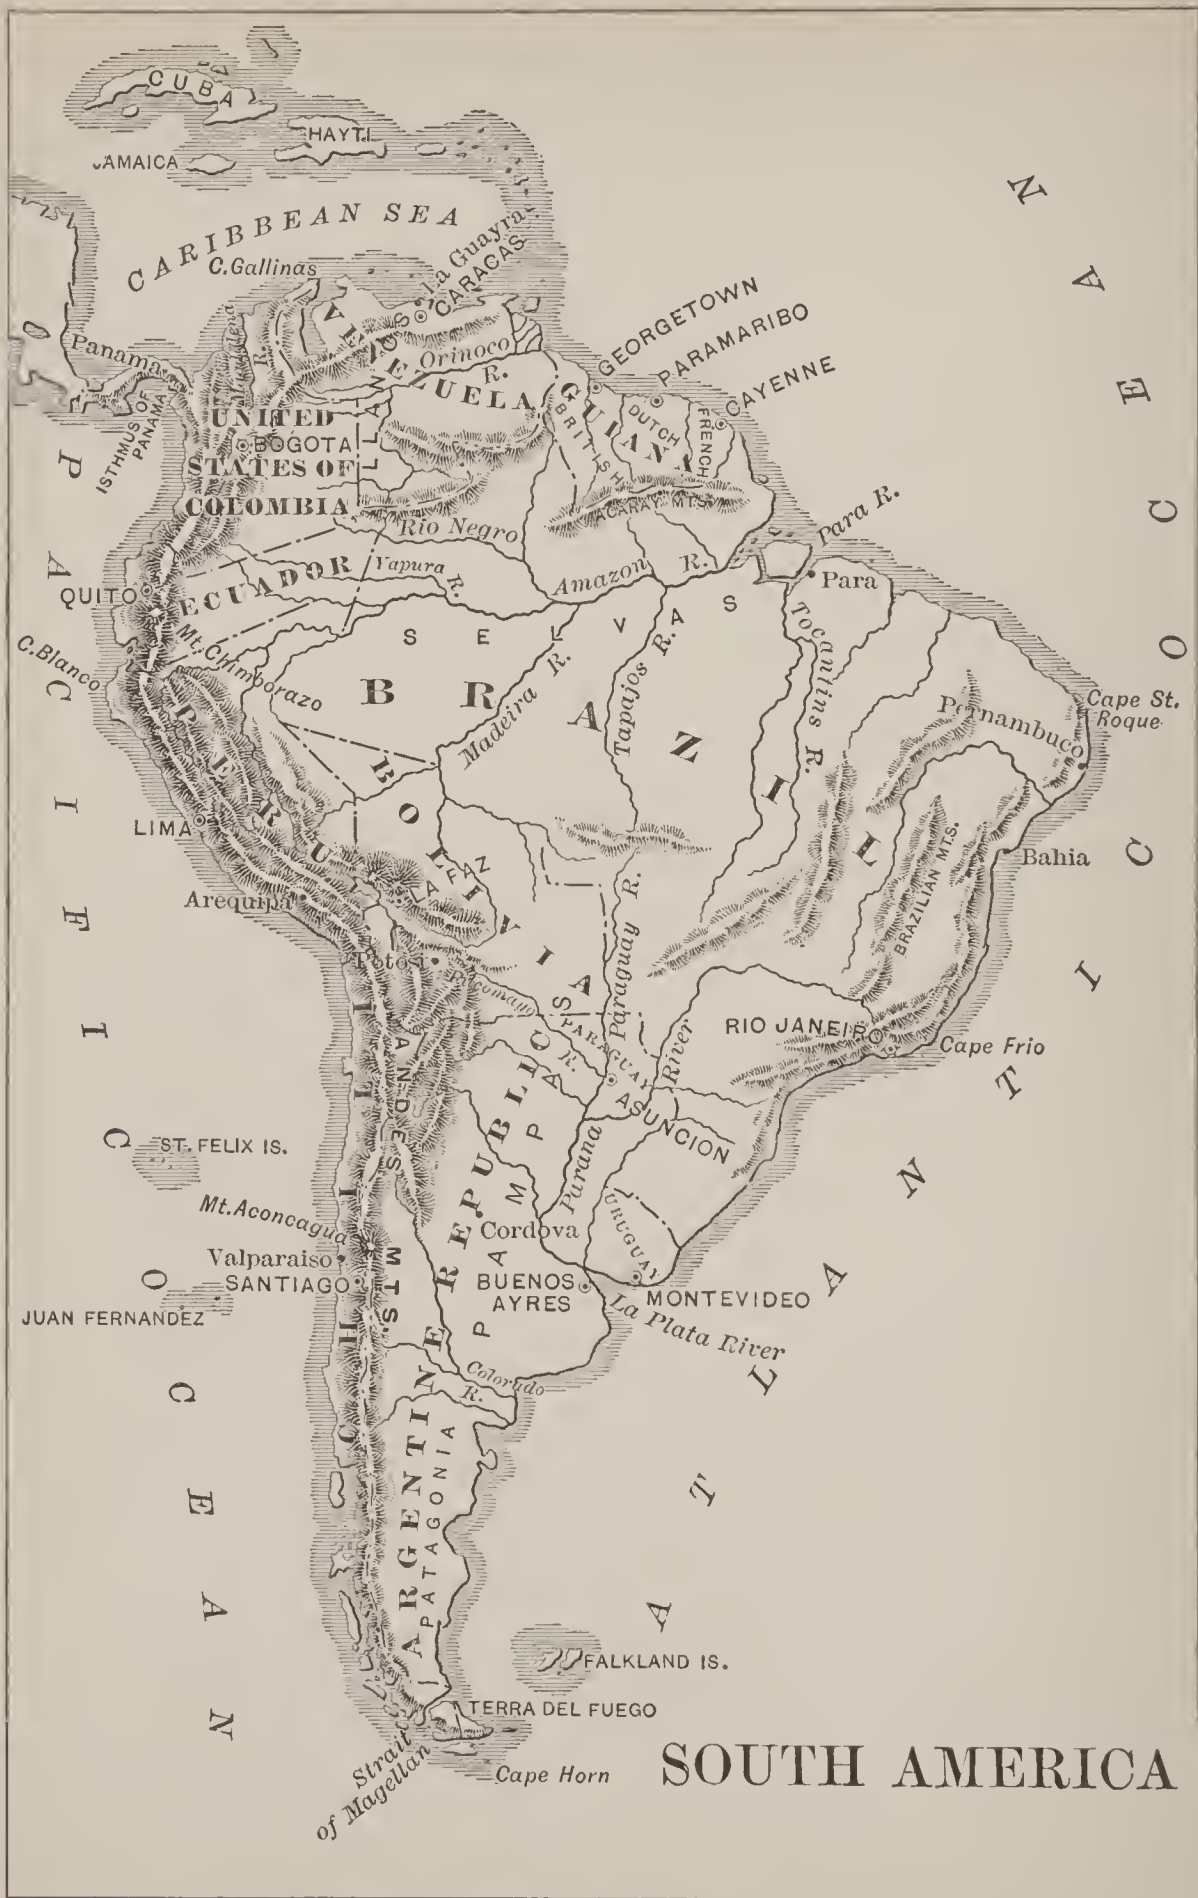 CUBA
HAYTI
JAMAICA
CARIBBEAN SEA
C.Gallinas
La Guayra
CARACAS
Panama
ISTHMUS OF
PANAMA
Magdalena
R.
VENEZUELA
Orinoco
R.
LLANOS
GEORGETOWN
PARAMARIBO
CAYENNE
GUIANA
BRITISH
DUTCH
FRENCH
UNITED
STATES OF
COLOMBIA
BOGOTA
ACARAY MTS.
Rio Negro
Para R.
Para
Yapura
R.
Amazon
R.
QUITO
ECUADOR
SELVAS
Mt.Chimborazo
C.Blanco
BRAZIL
Madeira R.
Tapajos R.
Tocantins R.
Cape St.
Roque
Pernambuco
PERU
LIMA
BOLIVIA
LA PAZ
Arequipa
Bahia
BRAZILIAN MTS.
Potosi
Pilcomayo
R.
Paraguay R.
PARAGUAY
River
RIO JANEIRO
Cape Frio
ASUNCION
ANDES
MTS.
ST. FELIX IS.
Mt.Aconcagua
Valparaiso
SANTIAGO
JUAN FERNANDEZ
CHILI
ARGENTINE REPUBLIC
PAMPAS
Parana
Cordova
URUGUAY
BUENOS
AYRES
MONTEVIDEO
La Plata River
Colorado
R.
PATAGONIA
FALKLAND IS.
TERRA DEL FUEGO
Strait
of Magellan
Cape Horn
PACIFIC OCEAN
ATLANTIC OCEAN
SOUTH AMERICA